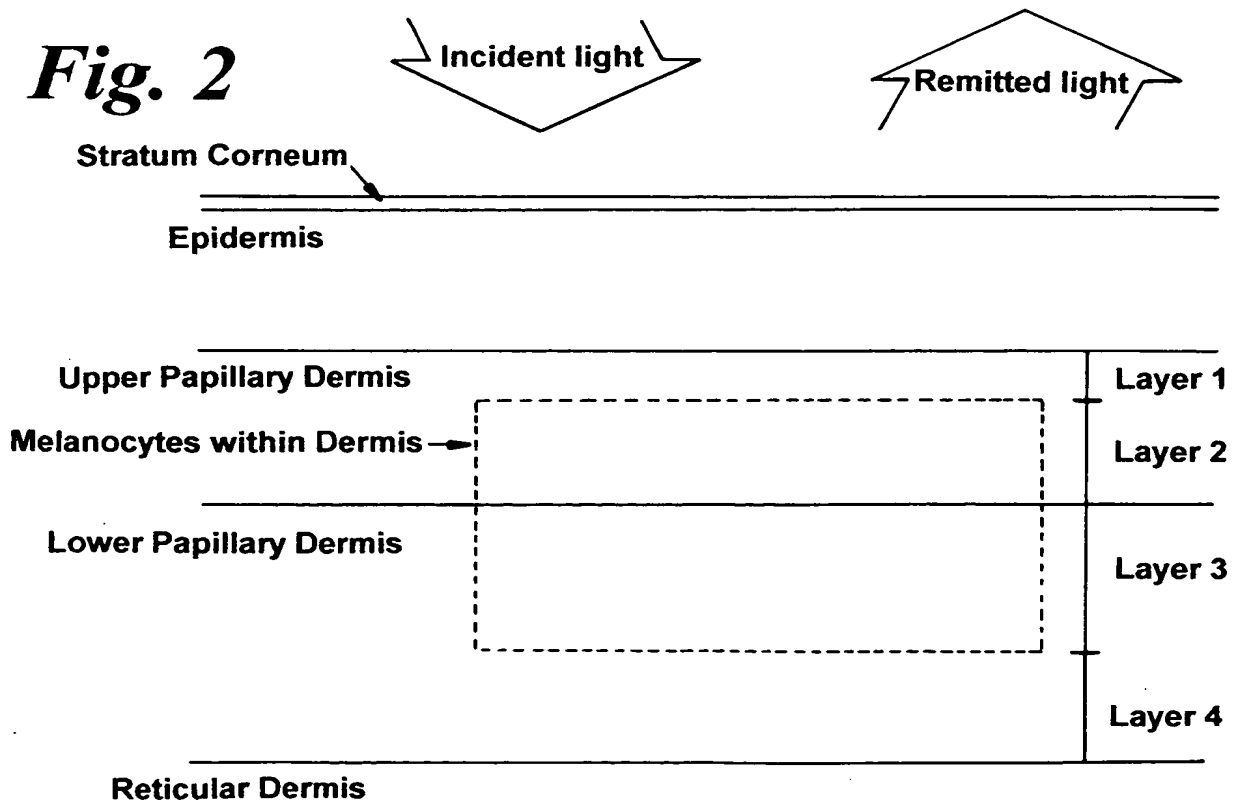 Fig. 2
Incident light
Remitted light
Stratum Corneum
Epidermis
Upper Papillary Dermis
Layer 1
Melanocytes within Dermis
Layer 2
Lower Papillary Dermis
Layer 3
Layer 4
Reticular Dermis